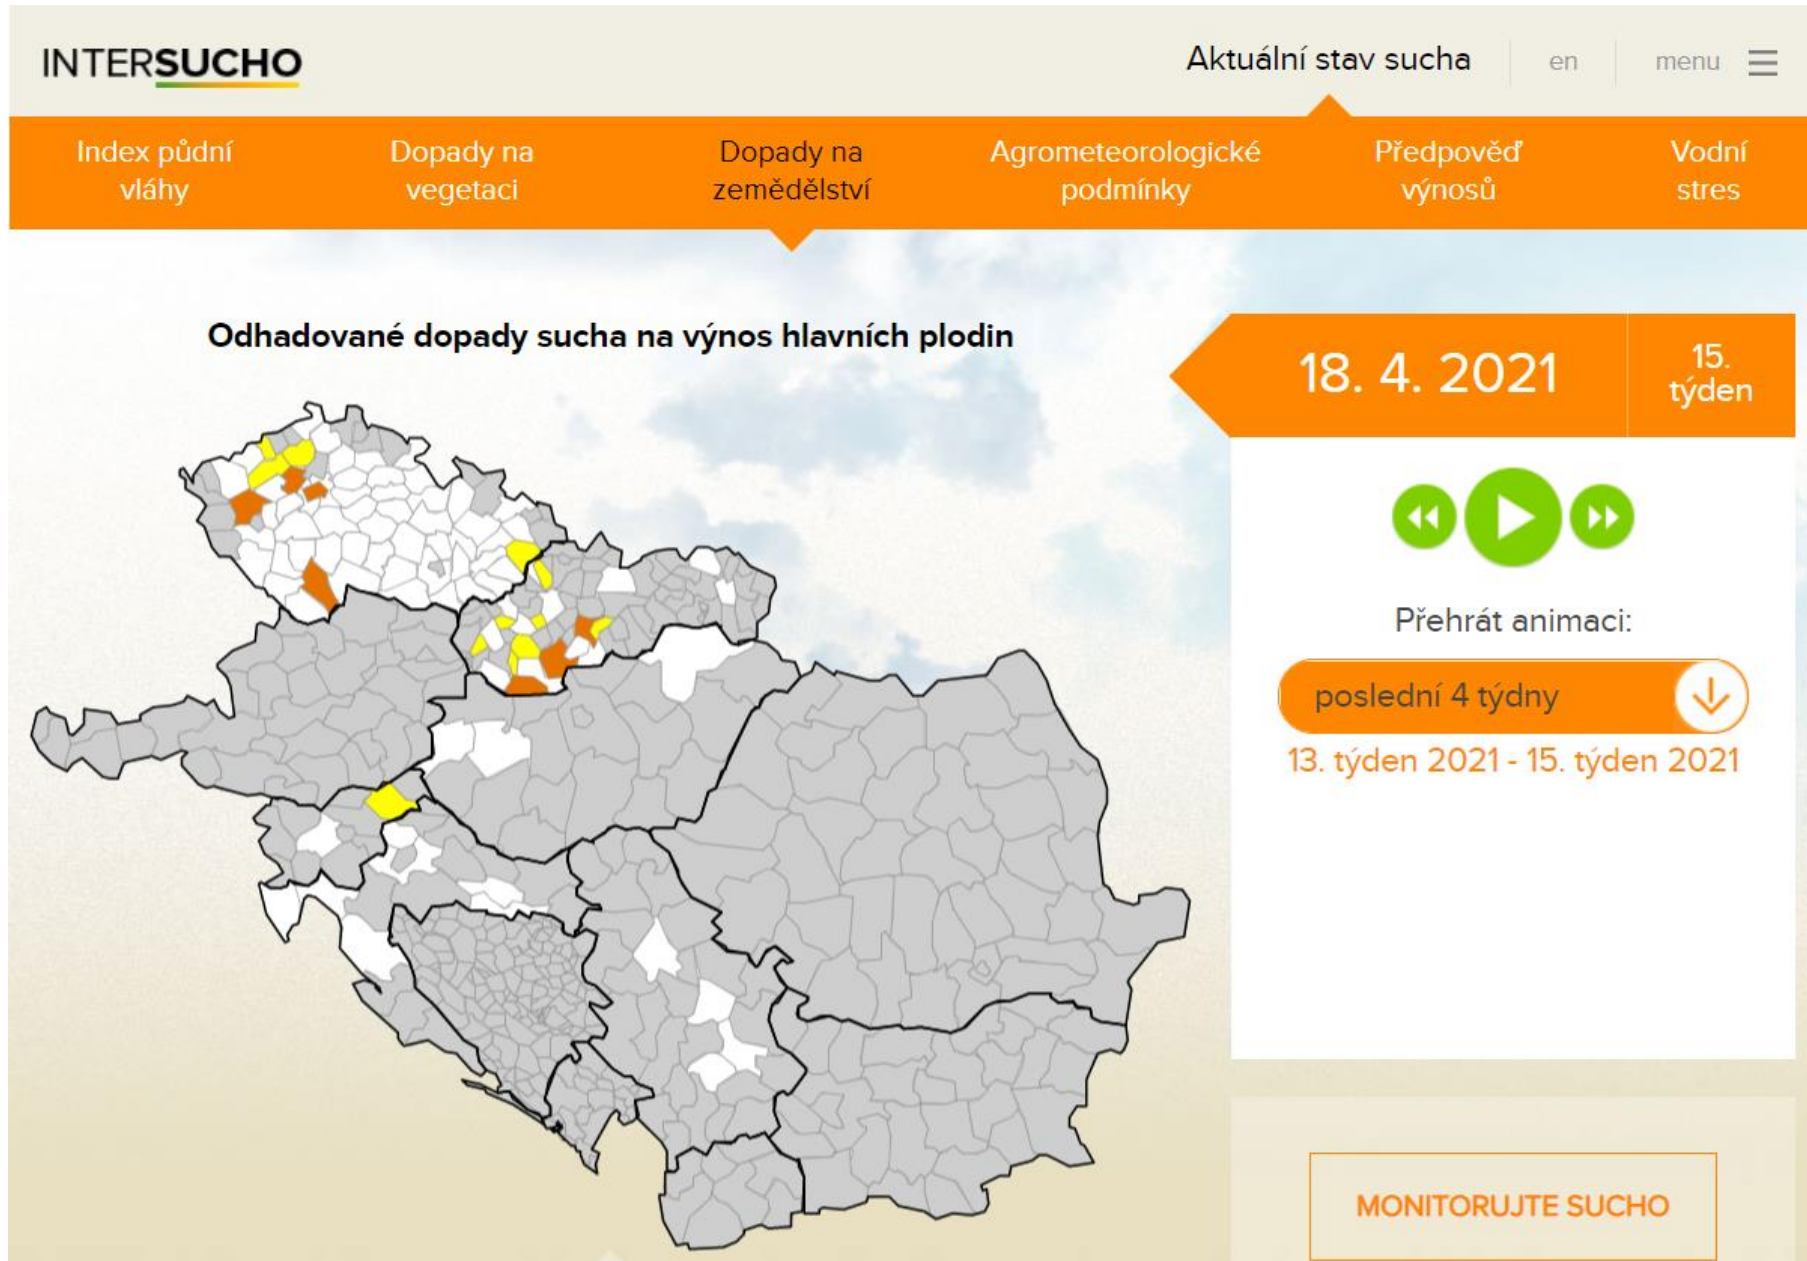 INTERSUCHO
Aktuální stav sucha
en
menu
Index půdní
vláhy
Dopady na
vegetaci
Dopady na
zemědělství
Agrometeorologické
podmínky
Předpověď
výnosů
Vodní
stres
Odhadované dopady sucha na výnos hlavních plodin
18. 4. 2021
15.
týden
Přehrát animaci:
poslední 4 týdny
13. týden 2021 - 15. týden 2021
MONITORUJTE SUCHO